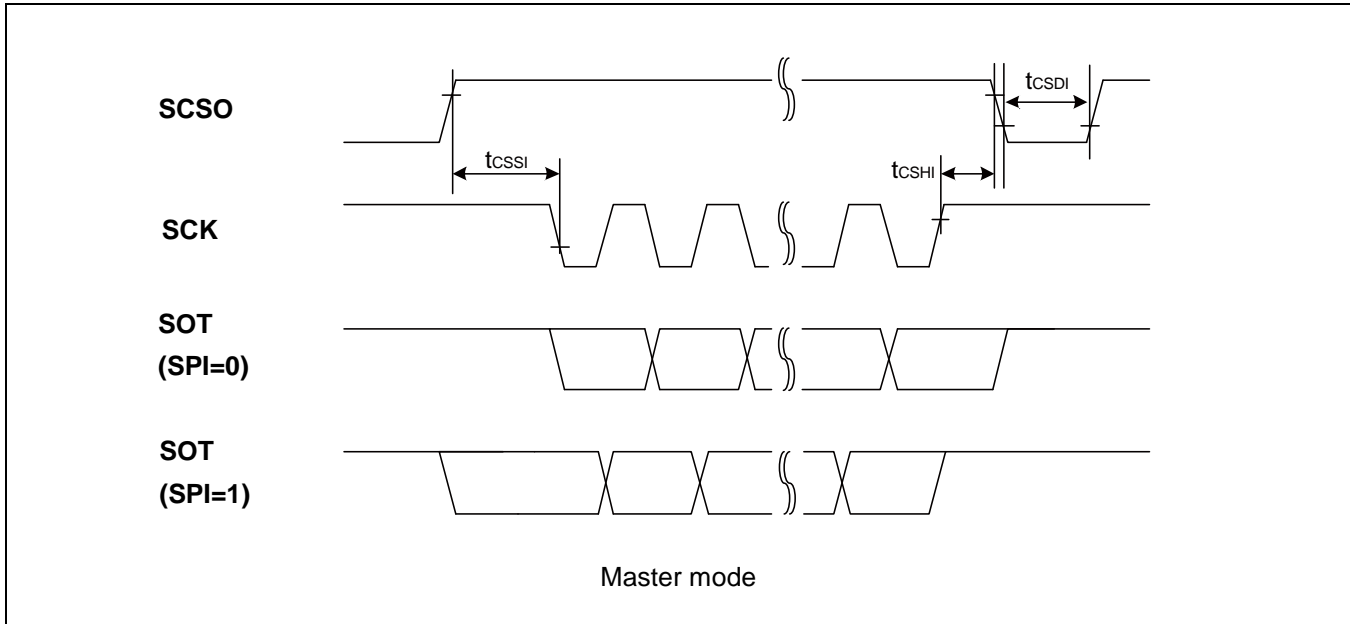 SCSO
tCSDI
tCSSI
tCSHI
SCK
SOT
(SPI=0)
SOT
(SPI=1)
Master mode